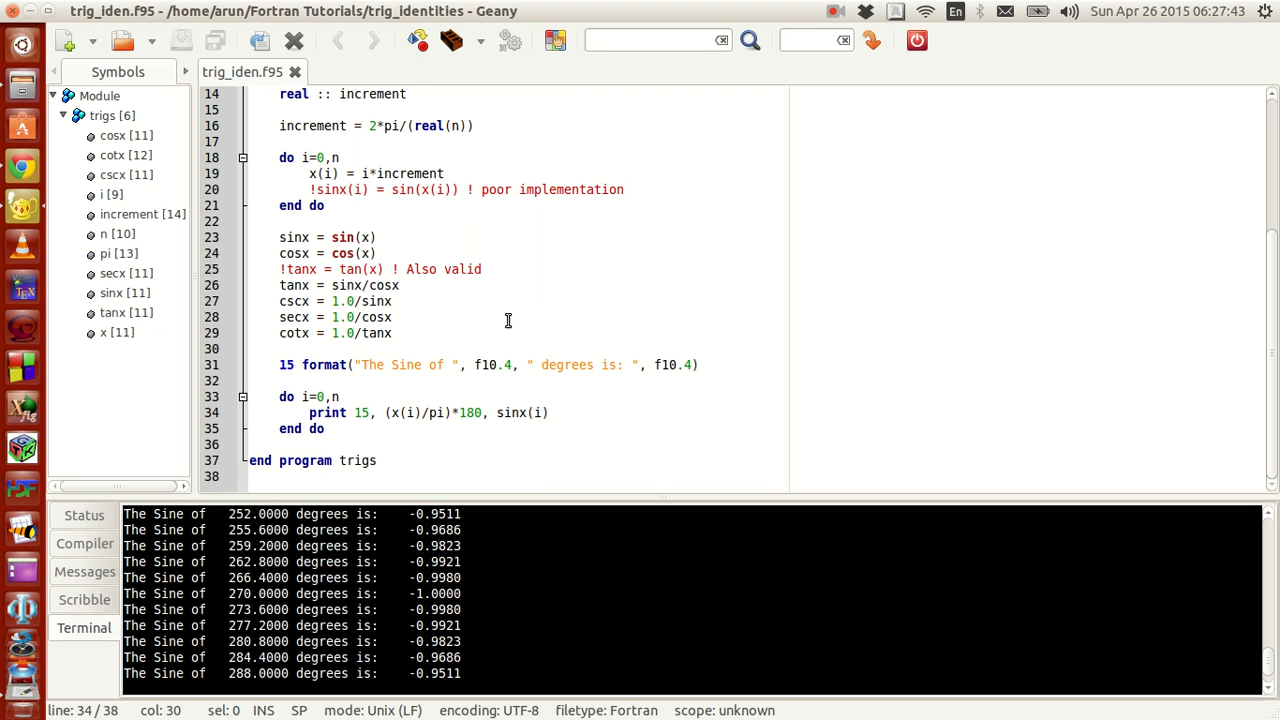 trig_iden.f95 - /home/arun/Fortran Tutorials/trig_identities - Geany
En
Sun Apr 26 2015 06:27:43
Symbols
trig_iden.f95
Module
trigs [6]
cosx [11]
cotx [12]
cscx [11]
i [9]
increment [14]
n [10]
pi [13]
secx [11]
sinx [11]
tanx [11]
x [11]
14 real :: increment
15
16 increment = 2*pi/(real(n))
17
18 do i=0,n
19 x(i) = i*increment
20 !sinx(i) = sin(x(i)) ! poor implementation
21 end do
22
23 sinx = sin(x)
24 cosx = cos(x)
25 !tanx = tan(x) ! Also valid
26 tanx = sinx/cosx
27 cscx = 1.0/sinx
28 secx = 1.0/cosx
29 cotx = 1.0/tanx
30
31 15 format("The Sine of ", f10.4, " degrees is: ", f10.4)
32
33 do i=0,n
34 print 15, (x(i)/pi)*180, sinx(i)
35 end do
36
37 end program trigs
38
Status
Compiler
Messages
Scribble
Terminal
The Sine of 252.0000 degrees is: -0.9511
The Sine of 255.6000 degrees is: -0.9686
The Sine of 259.2000 degrees is: -0.9823
The Sine of 262.8000 degrees is: -0.9921
The Sine of 266.4000 degrees is: -0.9980
The Sine of 270.0000 degrees is: -1.0000
The Sine of 273.6000 degrees is: -0.9980
The Sine of 277.2000 degrees is: -0.9921
The Sine of 280.8000 degrees is: -0.9823
The Sine of 284.4000 degrees is: -0.9686
The Sine of 288.0000 degrees is: -0.9511
line: 34 / 38 col: 30 sel: 0 INS SP mode: Unix (LF) encoding: UTF-8 filetype: Fortran scope: unknown